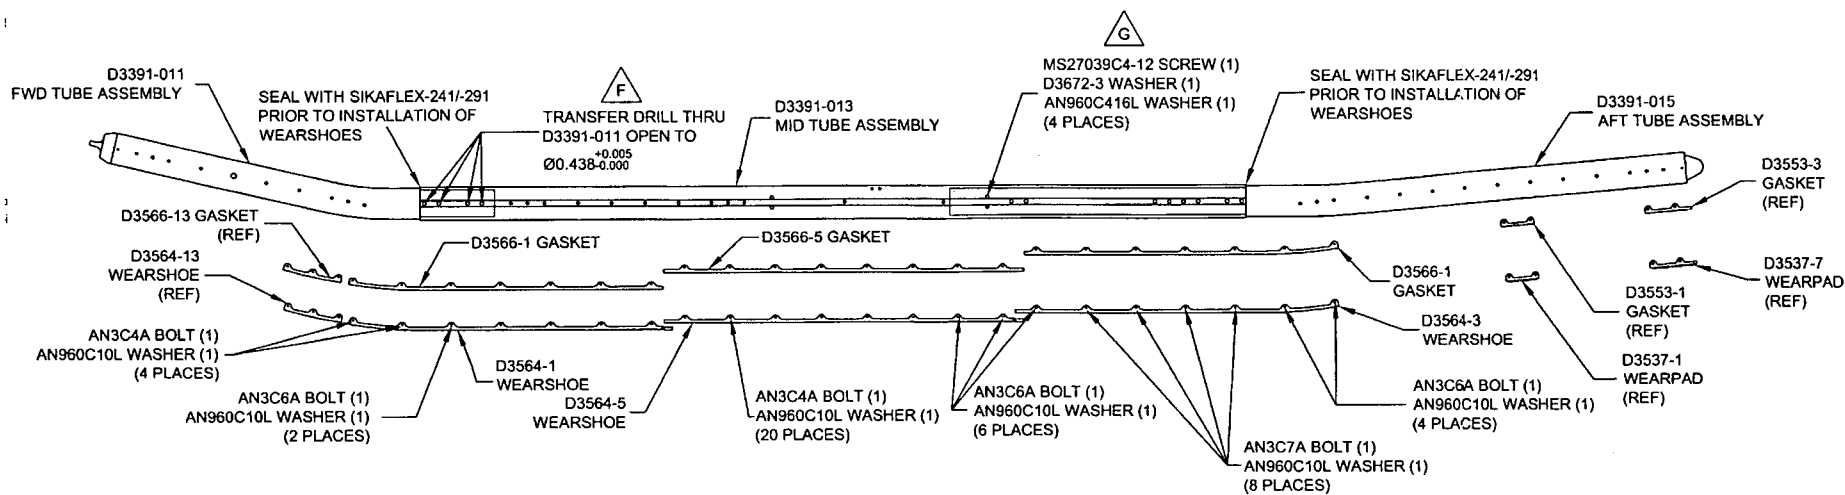 G
MS27039C4-12 SCREW (1)
D3672-3 WASHER (1)
AN960C416L WASHER (1)
(4 PLACES)
D3391-011
FWD TUBE ASSEMBLY
SEAL WITH SIKAFLEX-241/-291
PRIOR TO INSTALLATION OF
WEARSHOES
F
TRANSFER DRILL THRU
D3391-011 OPEN TO
Ø0.438+0.005
-0.000
D3391-013
MID TUBE ASSEMBLY
SEAL WITH SIKAFLEX-241/-291
PRIOR TO INSTALLATION OF
WEARSHOES
D3391-015
AFT TUBE ASSEMBLY
D3553-3
GASKET
(REF)
D3566-13 GASKET
(REF)
D3566-1 GASKET
D3566-5 GASKET
D3564-13
WEARSHOE
(REF)
D3566-1
GASKET
D3553-1
GASKET
(REF)
D3537-7
WEARPAD
(REF)
AN3C4A BOLT (1)
AN960C10L WASHER (1)
(4 PLACES)
D3564-1
WEARSHOE
D3564-3
WEARSHOE
D3537-1
WEARPAD
(REF)
AN3C6A BOLT (1)
AN960C10L WASHER (1)
(2 PLACES)
D3564-5
WEARSHOE
AN3C4A BOLT (1)
AN960C10L WASHER (1)
(20 PLACES)
AN3C6A BOLT (1)
AN960C10L WASHER (1)
(6 PLACES)
AN3C6A BOLT (1)
AN960C10L WASHER (1)
(4 PLACES)
AN3C7A BOLT (1)
AN960C10L WASHER (1)
(8 PLACES)